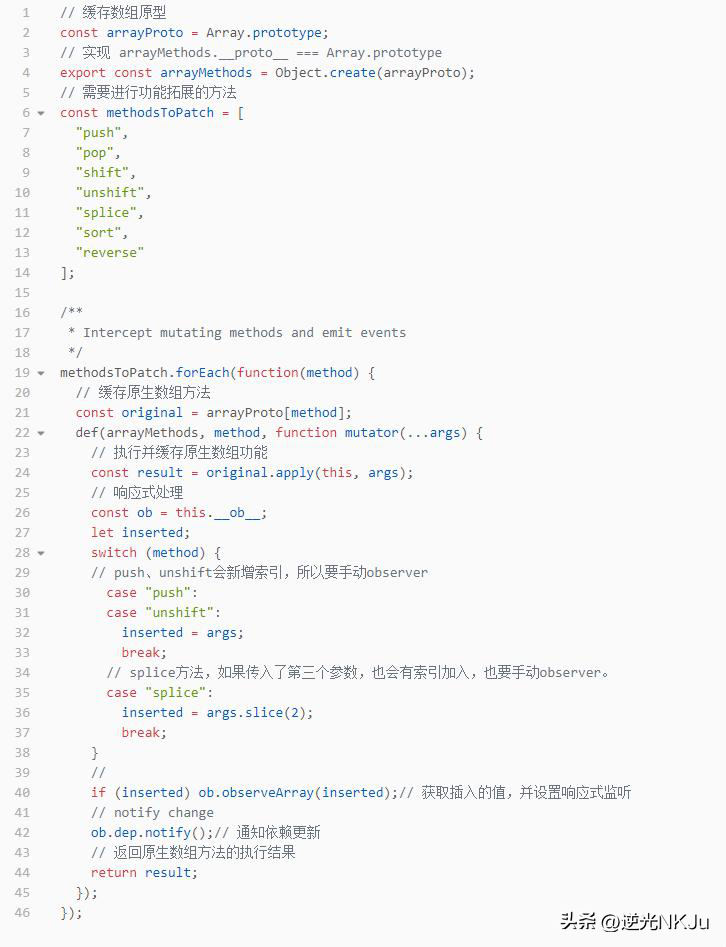 1 // 缓存数组原型
2 const arrayProto = Array.prototype;
3 // 实现 arrayMethods.__proto__ === Array.prototype
4 export const arrayMethods = Object.create(arrayProto);
5 // 需要进行功能拓展的方法
6 const methodsToPatch = [
7 "push",
8 "pop",
9 "shift",
10 "unshift",
11 "splice",
12 "sort",
13 "reverse"
14 ];
15
16 /**
17 * Intercept mutating methods and emit events
18 */
19 methodsToPatch.forEach(function(method) {
20 // 缓存原生数组方法
21 const original = arrayProto[method];
22 def(arrayMethods, method, function mutator(...args) {
23 // 执行并缓存原生数组功能
24 const result = original.apply(this, args);
25 // 响应式处理
26 const ob = this.__ob__;
27 let inserted;
28 switch (method) {
29 // push、unshift会新增索引，所以要手动observer
30 case "push":
31 case "unshift":
32 inserted = args;
33 break;
34 // splice方法，如果传入了第三个参数，也会有索引加入，也要手动observer。
35 case "splice":
36 inserted = args.slice(2);
37 break;
38 }
39 //
40 if (inserted) ob.observeArray(inserted);// 获取插入的值，并设置响应式监听
41 // notify change
42 ob.dep.notify();// 通知依赖更新
43 // 返回原生数组方法的执行结果
44 return result;
45 });
46 });
头条 @逆光NKJu